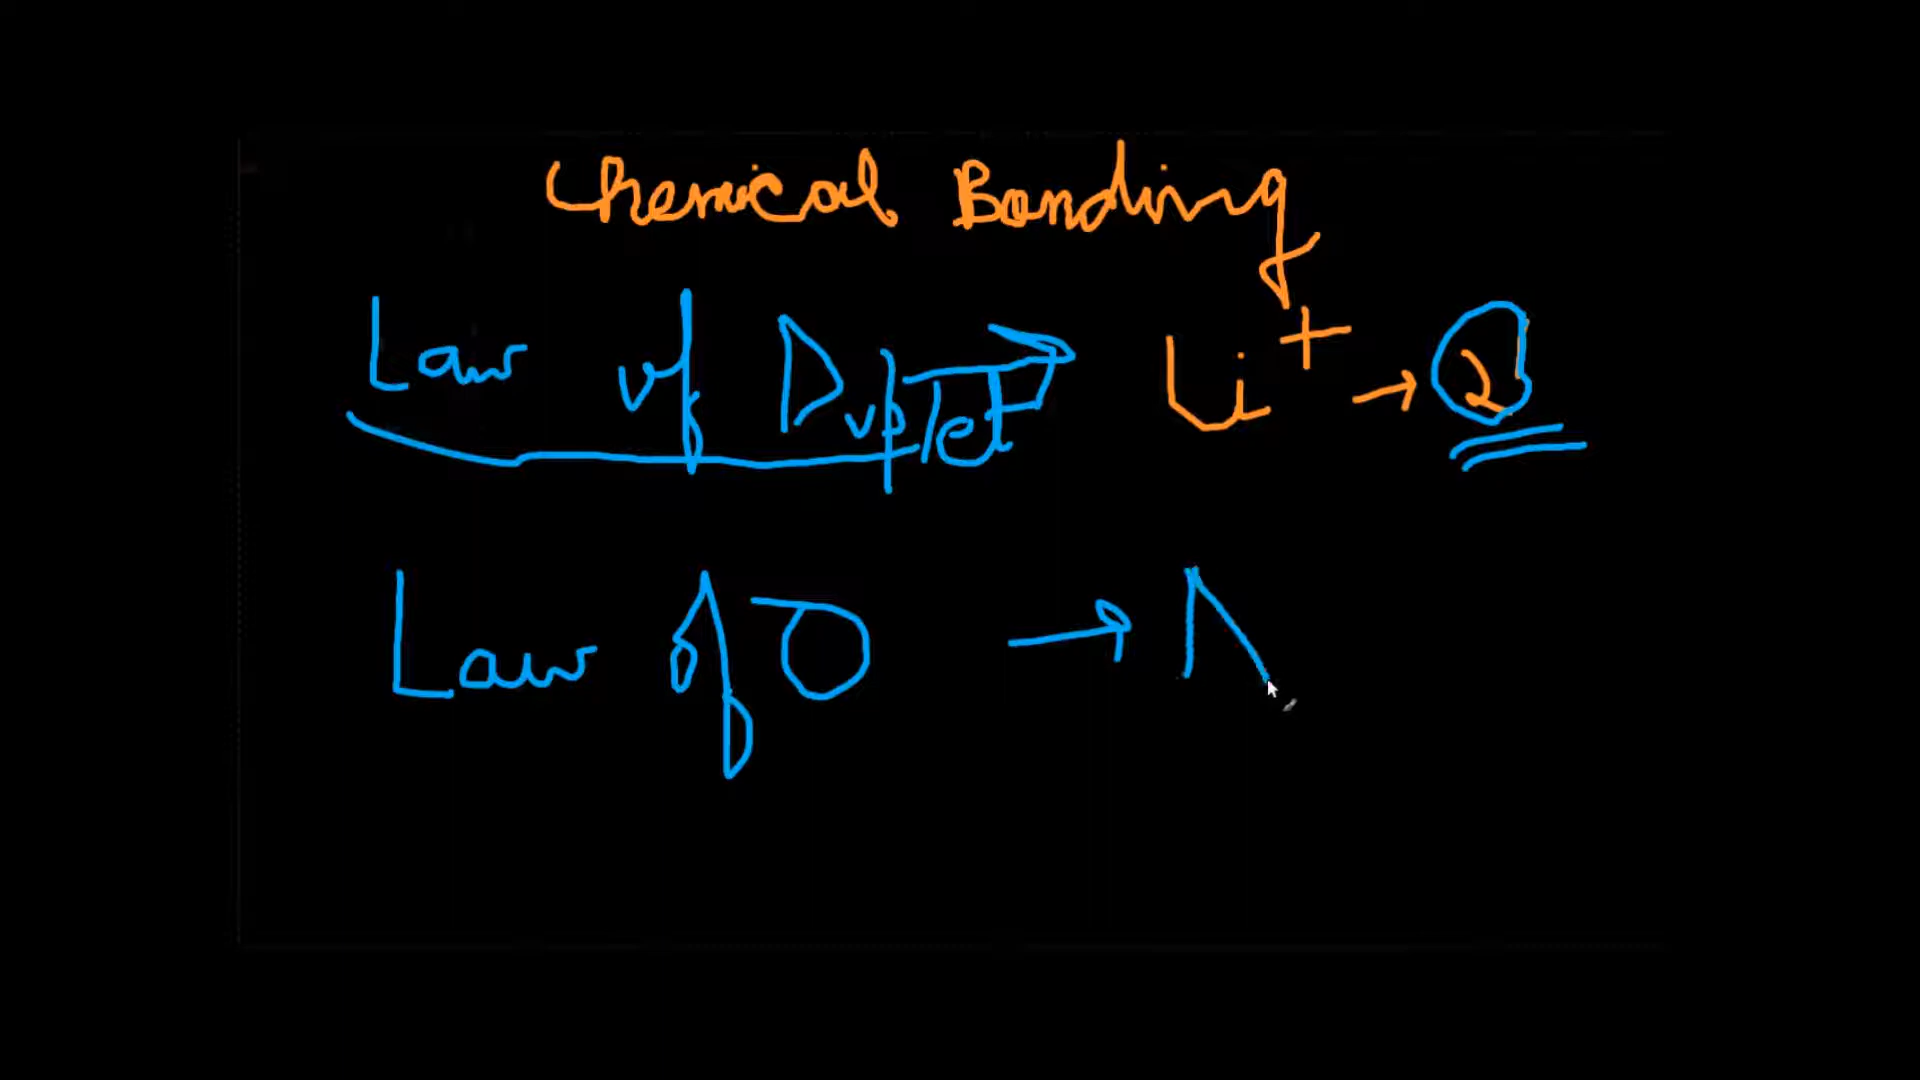 Chemical Bonding
Law of Duplet → Li+ → 2
Law of O →